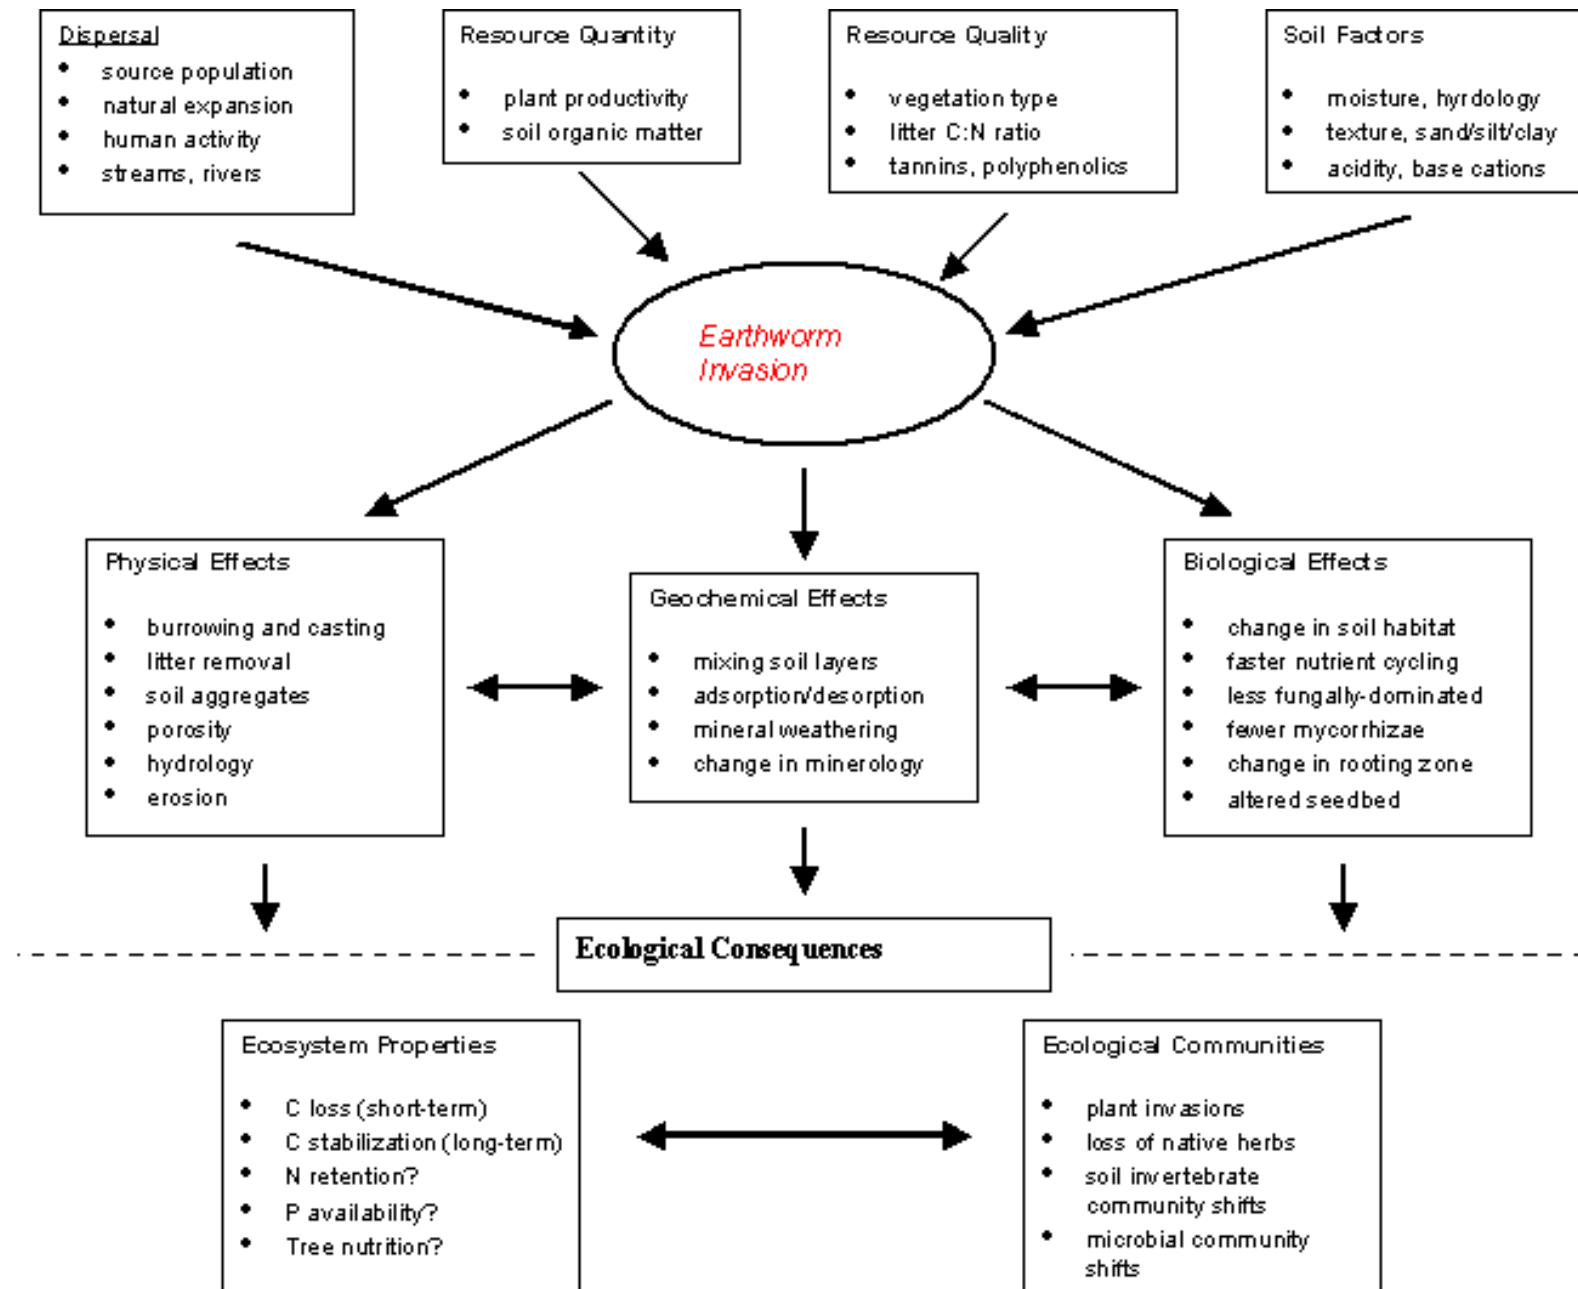 Dispersal
• source population
• natural expansion
• human activity
• streams, rivers
Resource Quantity
• plant productivity
• soil organic matter
Resource Quality
• vegetation type
• litter C:N ratio
• tannins, polyphenolics
Soil Factors
• moisture, hyrdology
• texture, sand/silt/clay
• acidity, base cations
Earthworm
Invasion
Physical Effects
• burrowing and casting
• litter removal
• soil aggregates
• porosity
• hydrology
• erosion
Geochemical Effects
• mixing soil layers
• adsorption/desorption
• mineral weathering
• change in minerology
Biological Effects
• change in soil habitat
• faster nutrient cycling
• less fungally-dominated
• fewer mycorrhizae
• change in rooting zone
• altered seedbed
Ecological Consequences
Ecosystem Properties
• C loss (short-term)
• C stabilization (long-term)
• N retention?
• P availability?
• Tree nutrition?
Ecological Communities
• plant invasions
• loss of native herbs
• soil invertebrate
community shifts
• microbial community
shifts